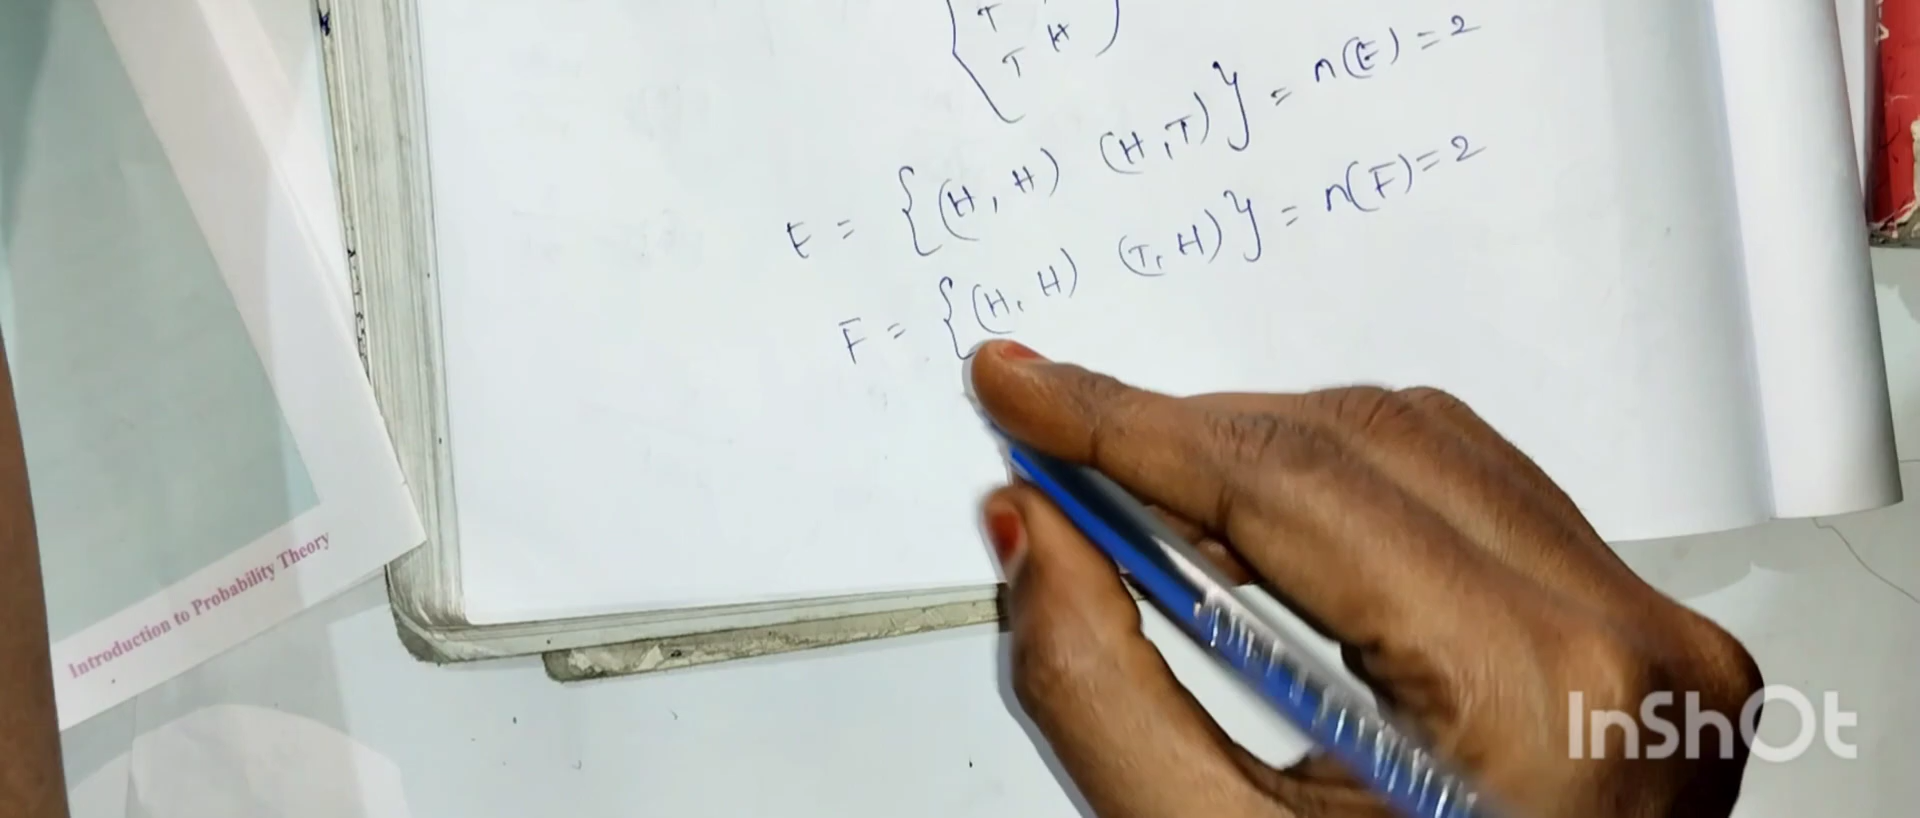 T
T H
E = {(H, H) (H, T)} = n(E) = 2
F = {(H, H) (T, H)} = n(F) = 2
Introduction to Probability Theory
InShOt